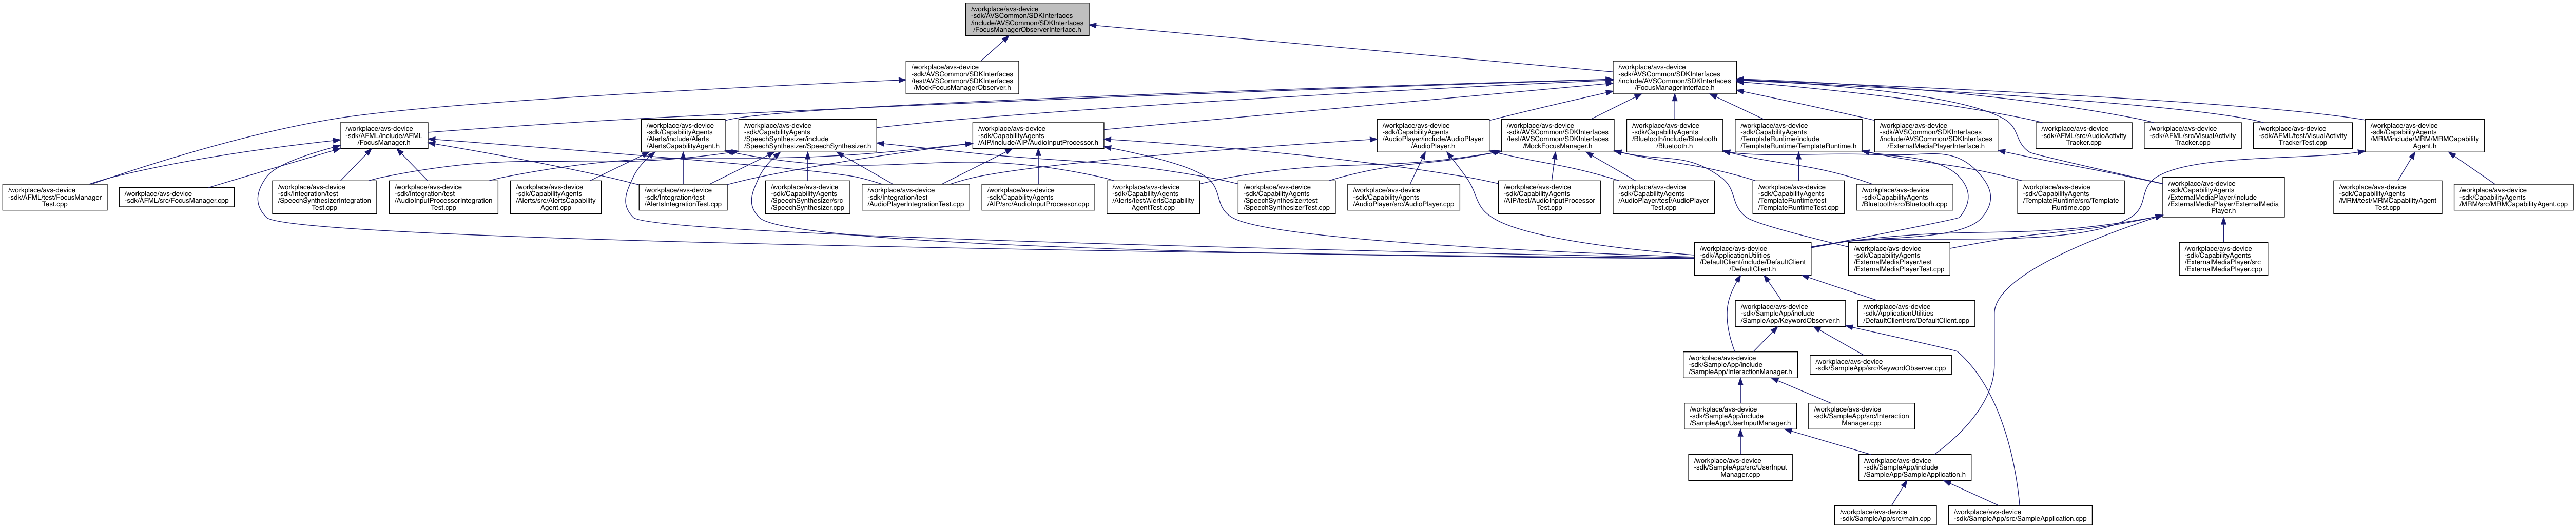 /workplace/avs-device
-sdk/AVSCommon/SDKInterfaces
/include/AVSCommon/SDKInterfaces
/FocusManagerObserverInterface.h
/workplace/avs-device
-sdk/AVSCommon/SDKInterfaces
/test/AVSCommon/SDKInterfaces
/MockFocusManagerObserver.h
/workplace/avs-device
-sdk/AVSCommon/SDKInterfaces
/include/AVSCommon/SDKInterfaces
/FocusManagerInterface.h
/workplace/avs-device
-sdk/AFML/include/AFML
/FocusManager.h
/workplace/avs-device
-sdk/CapabilityAgents
/Alerts/include/Alerts
/AlertsCapabilityAgent.h
/workplace/avs-device
-sdk/CapabilityAgents
/SpeechSynthesizer/include
/SpeechSynthesizer/SpeechSynthesizer.h
/workplace/avs-device
-sdk/CapabilityAgents
/AIP/include/AIP/AudioInputProcessor.h
/workplace/avs-device
-sdk/CapabilityAgents
/AudioPlayer/include/AudioPlayer
/AudioPlayer.h
/workplace/avs-device
-sdk/AVSCommon/SDKInterfaces
/test/AVSCommon/SDKInterfaces
/MockFocusManager.h
/workplace/avs-device
-sdk/CapabilityAgents
/Bluetooth/include/Bluetooth
/Bluetooth.h
/workplace/avs-device
-sdk/CapabilityAgents
/TemplateRuntime/include
/TemplateRuntime/TemplateRuntime.h
/workplace/avs-device
-sdk/AVSCommon/SDKInterfaces
/include/AVSCommon/SDKInterfaces
/ExternalMediaPlayerInterface.h
/workplace/avs-device
-sdk/AFML/src/AudioActivity
Tracker.cpp
/workplace/avs-device
-sdk/AFML/src/VisualActivity
Tracker.cpp
/workplace/avs-device
-sdk/AFML/test/VisualActivity
TrackerTest.cpp
/workplace/avs-device
-sdk/CapabilityAgents
/MRM/include/MRM/MRMCapability
Agent.h
/workplace/avs-device
-sdk/AFML/test/FocusManager
Test.cpp
/workplace/avs-device
-sdk/AFML/src/FocusManager.cpp
/workplace/avs-device
-sdk/Integration/test
/SpeechSynthesizerIntegration
Test.cpp
/workplace/avs-device
-sdk/Integration/test
/AudioInputProcessorIntegration
Test.cpp
/workplace/avs-device
-sdk/CapabilityAgents
/Alerts/src/AlertsCapability
Agent.cpp
/workplace/avs-device
-sdk/Integration/test
/AlertsIntegrationTest.cpp
/workplace/avs-device
-sdk/CapabilityAgents
/SpeechSynthesizer/src
/SpeechSynthesizer.cpp
/workplace/avs-device
-sdk/Integration/test
/AudioPlayerIntegrationTest.cpp
/workplace/avs-device
-sdk/CapabilityAgents
/AIP/src/AudioInputProcessor.cpp
/workplace/avs-device
-sdk/CapabilityAgents
/Alerts/test/AlertsCapability
AgentTest.cpp
/workplace/avs-device
-sdk/CapabilityAgents
/SpeechSynthesizer/test
/SpeechSynthesizerTest.cpp
/workplace/avs-device
-sdk/CapabilityAgents
/AudioPlayer/src/AudioPlayer.cpp
/workplace/avs-device
-sdk/CapabilityAgents
/AIP/test/AudioInputProcessor
Test.cpp
/workplace/avs-device
-sdk/CapabilityAgents
/AudioPlayer/test/AudioPlayer
Test.cpp
/workplace/avs-device
-sdk/CapabilityAgents
/TemplateRuntime/test
/TemplateRuntimeTest.cpp
/workplace/avs-device
-sdk/CapabilityAgents
/Bluetooth/src/Bluetooth.cpp
/workplace/avs-device
-sdk/CapabilityAgents
/TemplateRuntime/src/Template
Runtime.cpp
/workplace/avs-device
-sdk/CapabilityAgents
/ExternalMediaPlayer/include
/ExternalMediaPlayer/ExternalMedia
Player.h
/workplace/avs-device
-sdk/CapabilityAgents
/MRM/test/MRMCapabilityAgent
Test.cpp
/workplace/avs-device
-sdk/CapabilityAgents
/MRM/src/MRMCapabilityAgent.cpp
/workplace/avs-device
-sdk/ApplicationUtilities
/DefaultClient/include/DefaultClient
/DefaultClient.h
/workplace/avs-device
-sdk/CapabilityAgents
/ExternalMediaPlayer/test
/ExternalMediaPlayerTest.cpp
/workplace/avs-device
-sdk/CapabilityAgents
/ExternalMediaPlayer/src
/ExternalMediaPlayer.cpp
/workplace/avs-device
-sdk/SampleApp/include
/SampleApp/KeywordObserver.h
/workplace/avs-device
-sdk/ApplicationUtilities
/DefaultClient/src/DefaultClient.cpp
/workplace/avs-device
-sdk/SampleApp/include
/SampleApp/InteractionManager.h
/workplace/avs-device
-sdk/SampleApp/src/KeywordObserver.cpp
/workplace/avs-device
-sdk/SampleApp/include
/SampleApp/UserInputManager.h
/workplace/avs-device
-sdk/SampleApp/src/Interaction
Manager.cpp
/workplace/avs-device
-sdk/SampleApp/src/UserInput
Manager.cpp
/workplace/avs-device
-sdk/SampleApp/include
/SampleApp/SampleApplication.h
/workplace/avs-device
-sdk/SampleApp/src/main.cpp
/workplace/avs-device
-sdk/SampleApp/src/SampleApplication.cpp